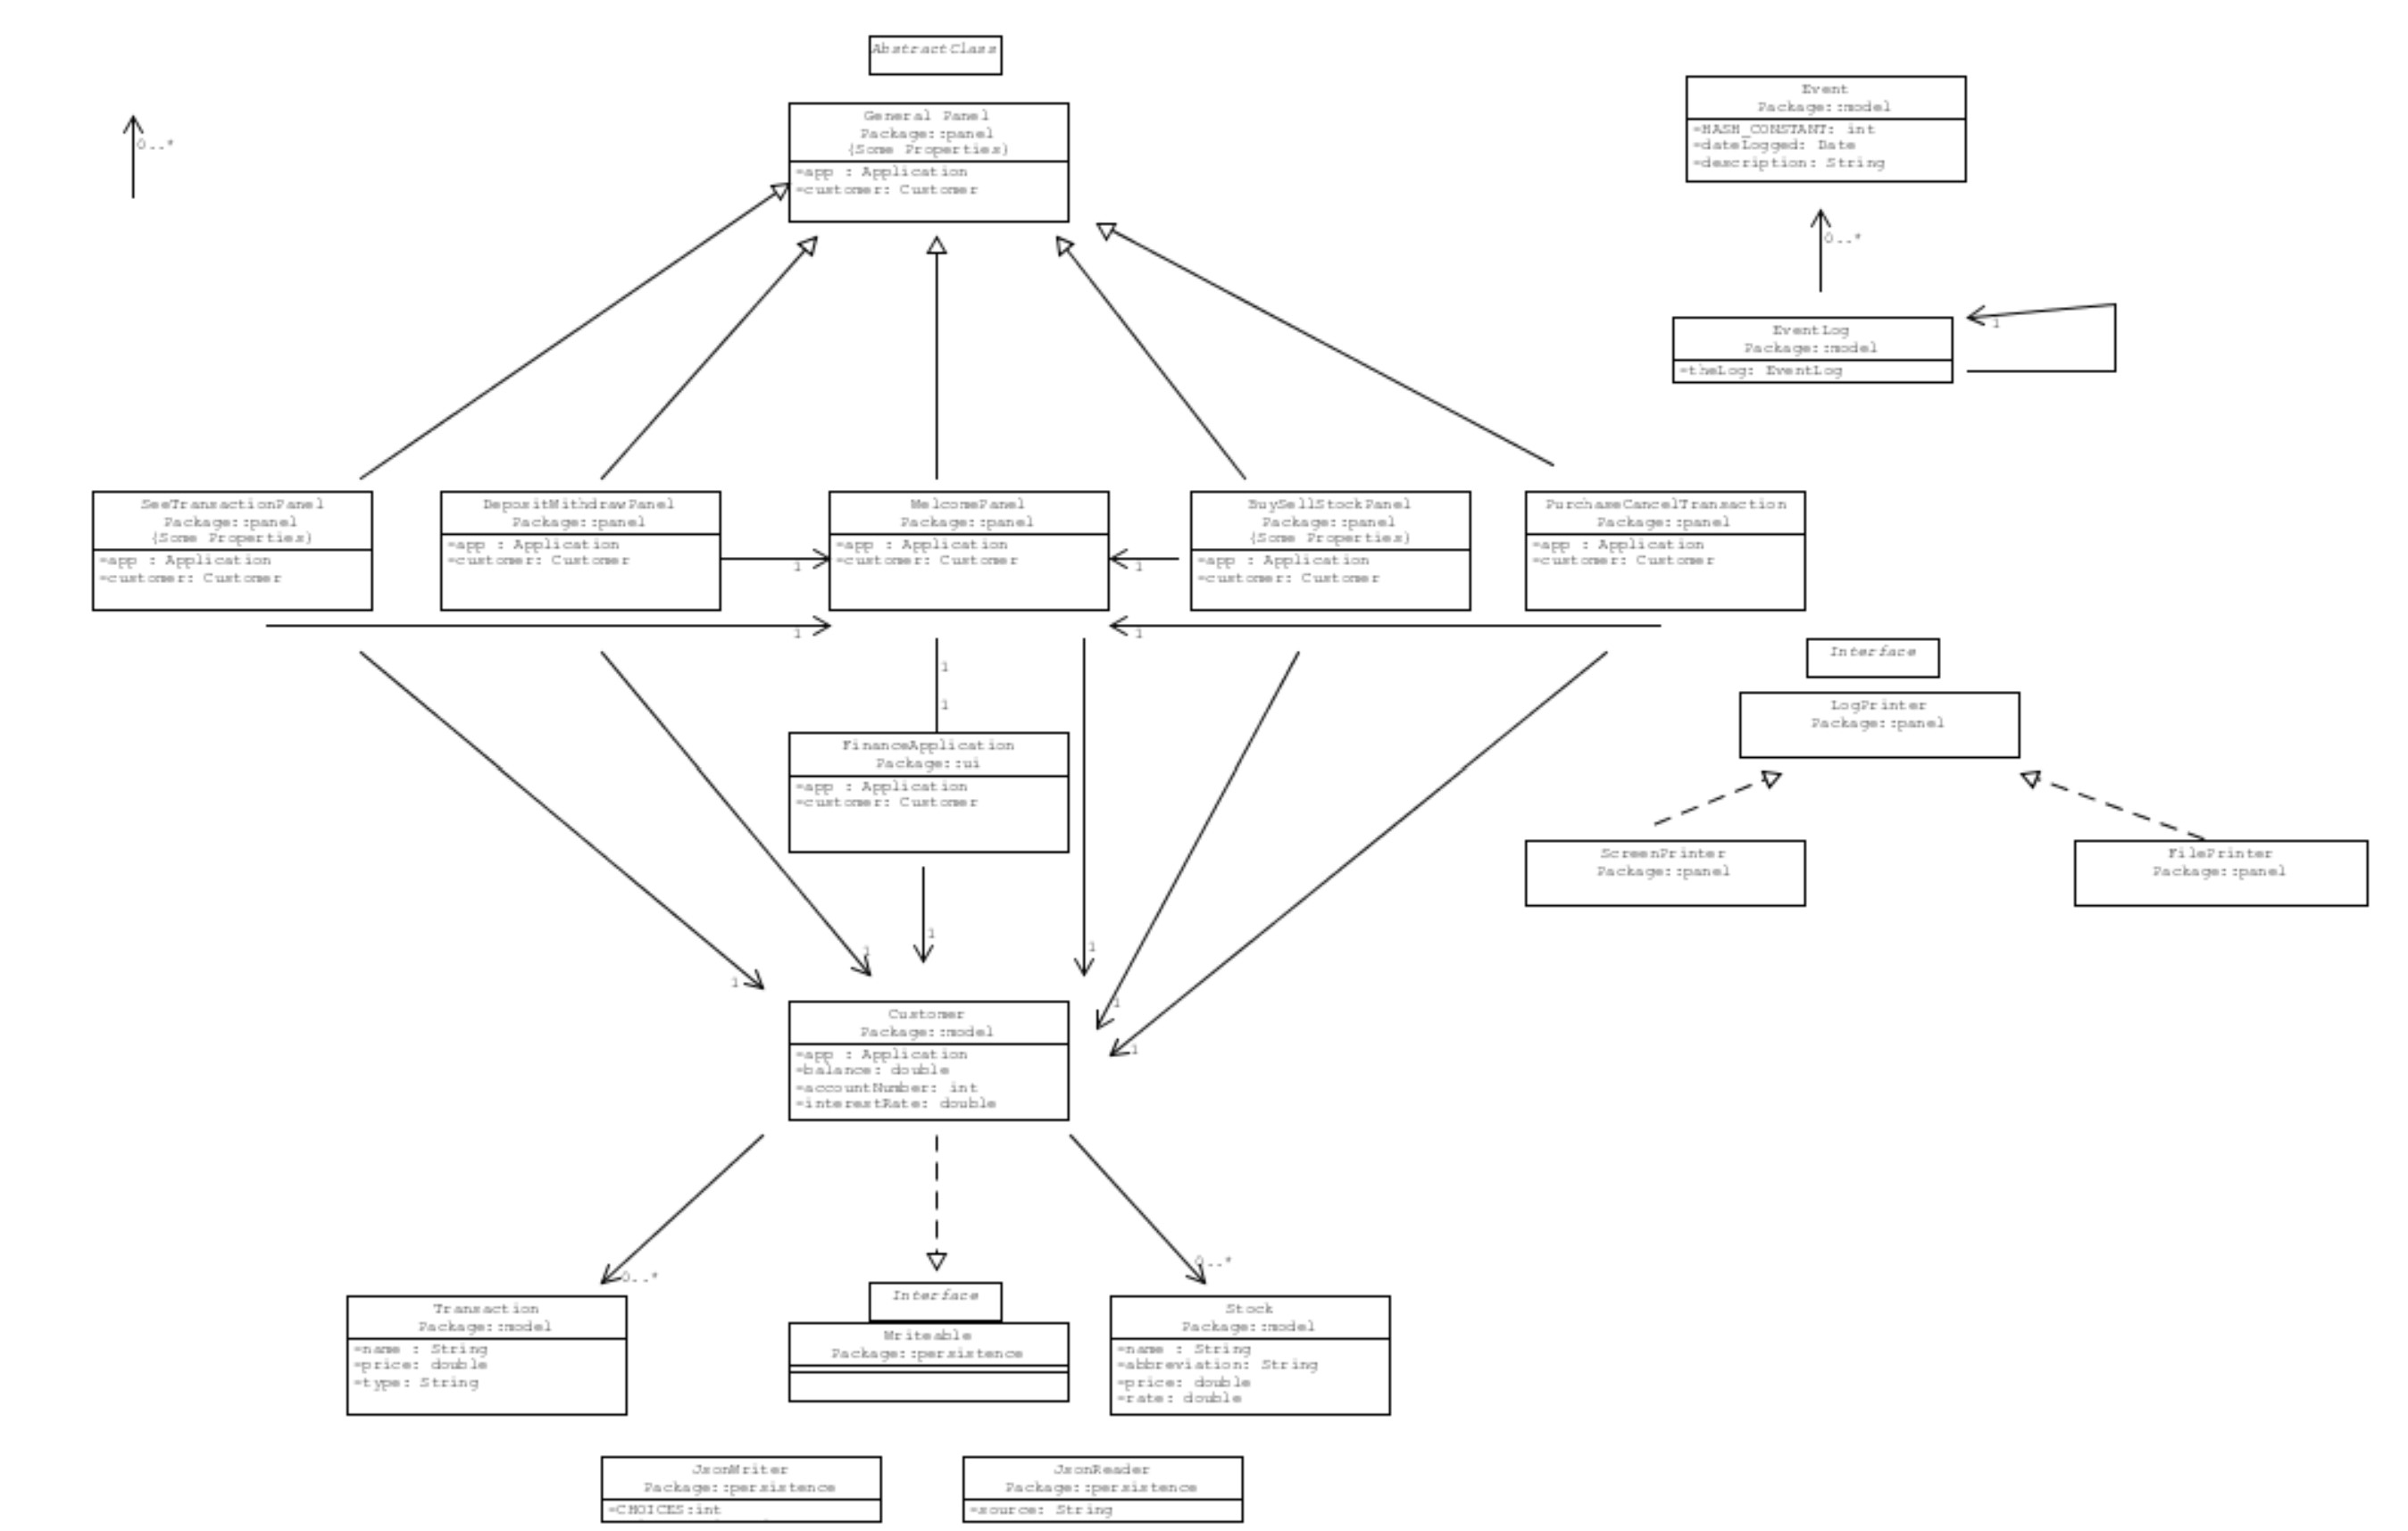 AbstractClass
General Panel
Package::panel
{Some Properties}
-app : Application
-customer: Customer
0..*
Event
Package::model
-HASH_CONSTANT: int
-dateLogged: Date
-description: String
0..*
EventLog
Package::model
-theLog: EventLog
1
SeeTransactionPanel
Package::panel
{Some Properties}
-app : Application
-customer: Customer
DepositWithdrawPanel
Package::panel
-app : Application
-customer: Customer
1
WelcomePanel
Package::panel
-app : Application
-customer: Customer
1
BuySellStockPanel
Package::panel
{Some Properties}
-app : Application
-customer: Customer
PurchaseCancelTransaction
Package::panel
-app : Application
-customer: Customer
1
1
1
1
Interface
LogPrinter
Package::panel
FinanceApplication
Package::ui
-app : Application
-customer: Customer
ScreenPrinter
Package::panel
FilePrinter
Package::panel
1
1
1
1
1
1
Customer
Package::model
-app : Application
-balance: double
-accountNumber: int
-interestRate: double
0..*
0..*
Transaction
Package::model
-name : String
-price: double
-type: String
Interface
Writeable
Package::persistence
Stock
Package::model
-name : String
-abbreviation: String
-price: double
-rate: double
JsonWriter
Package::persistence
-CHOICES:int
JsonReader
Package::persistence
-source: String